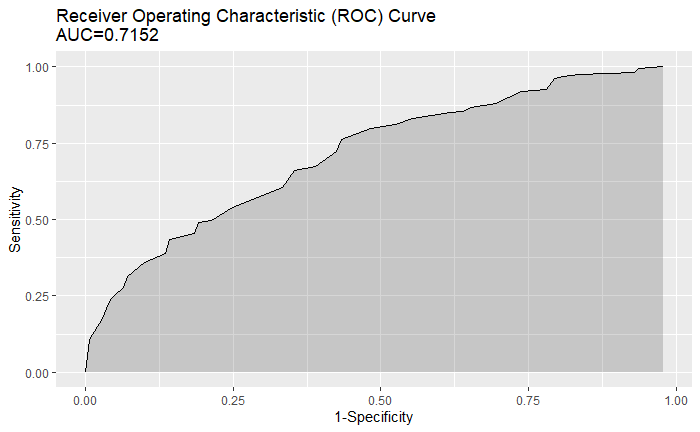 Receiver Operating Characteristic (ROC) Curve
AUC=0.7152
1.00
0.75
0.50
0.25
0.00
Sensitivity
0.00 0.25 0.50 0.75 1.00
1-Specificity